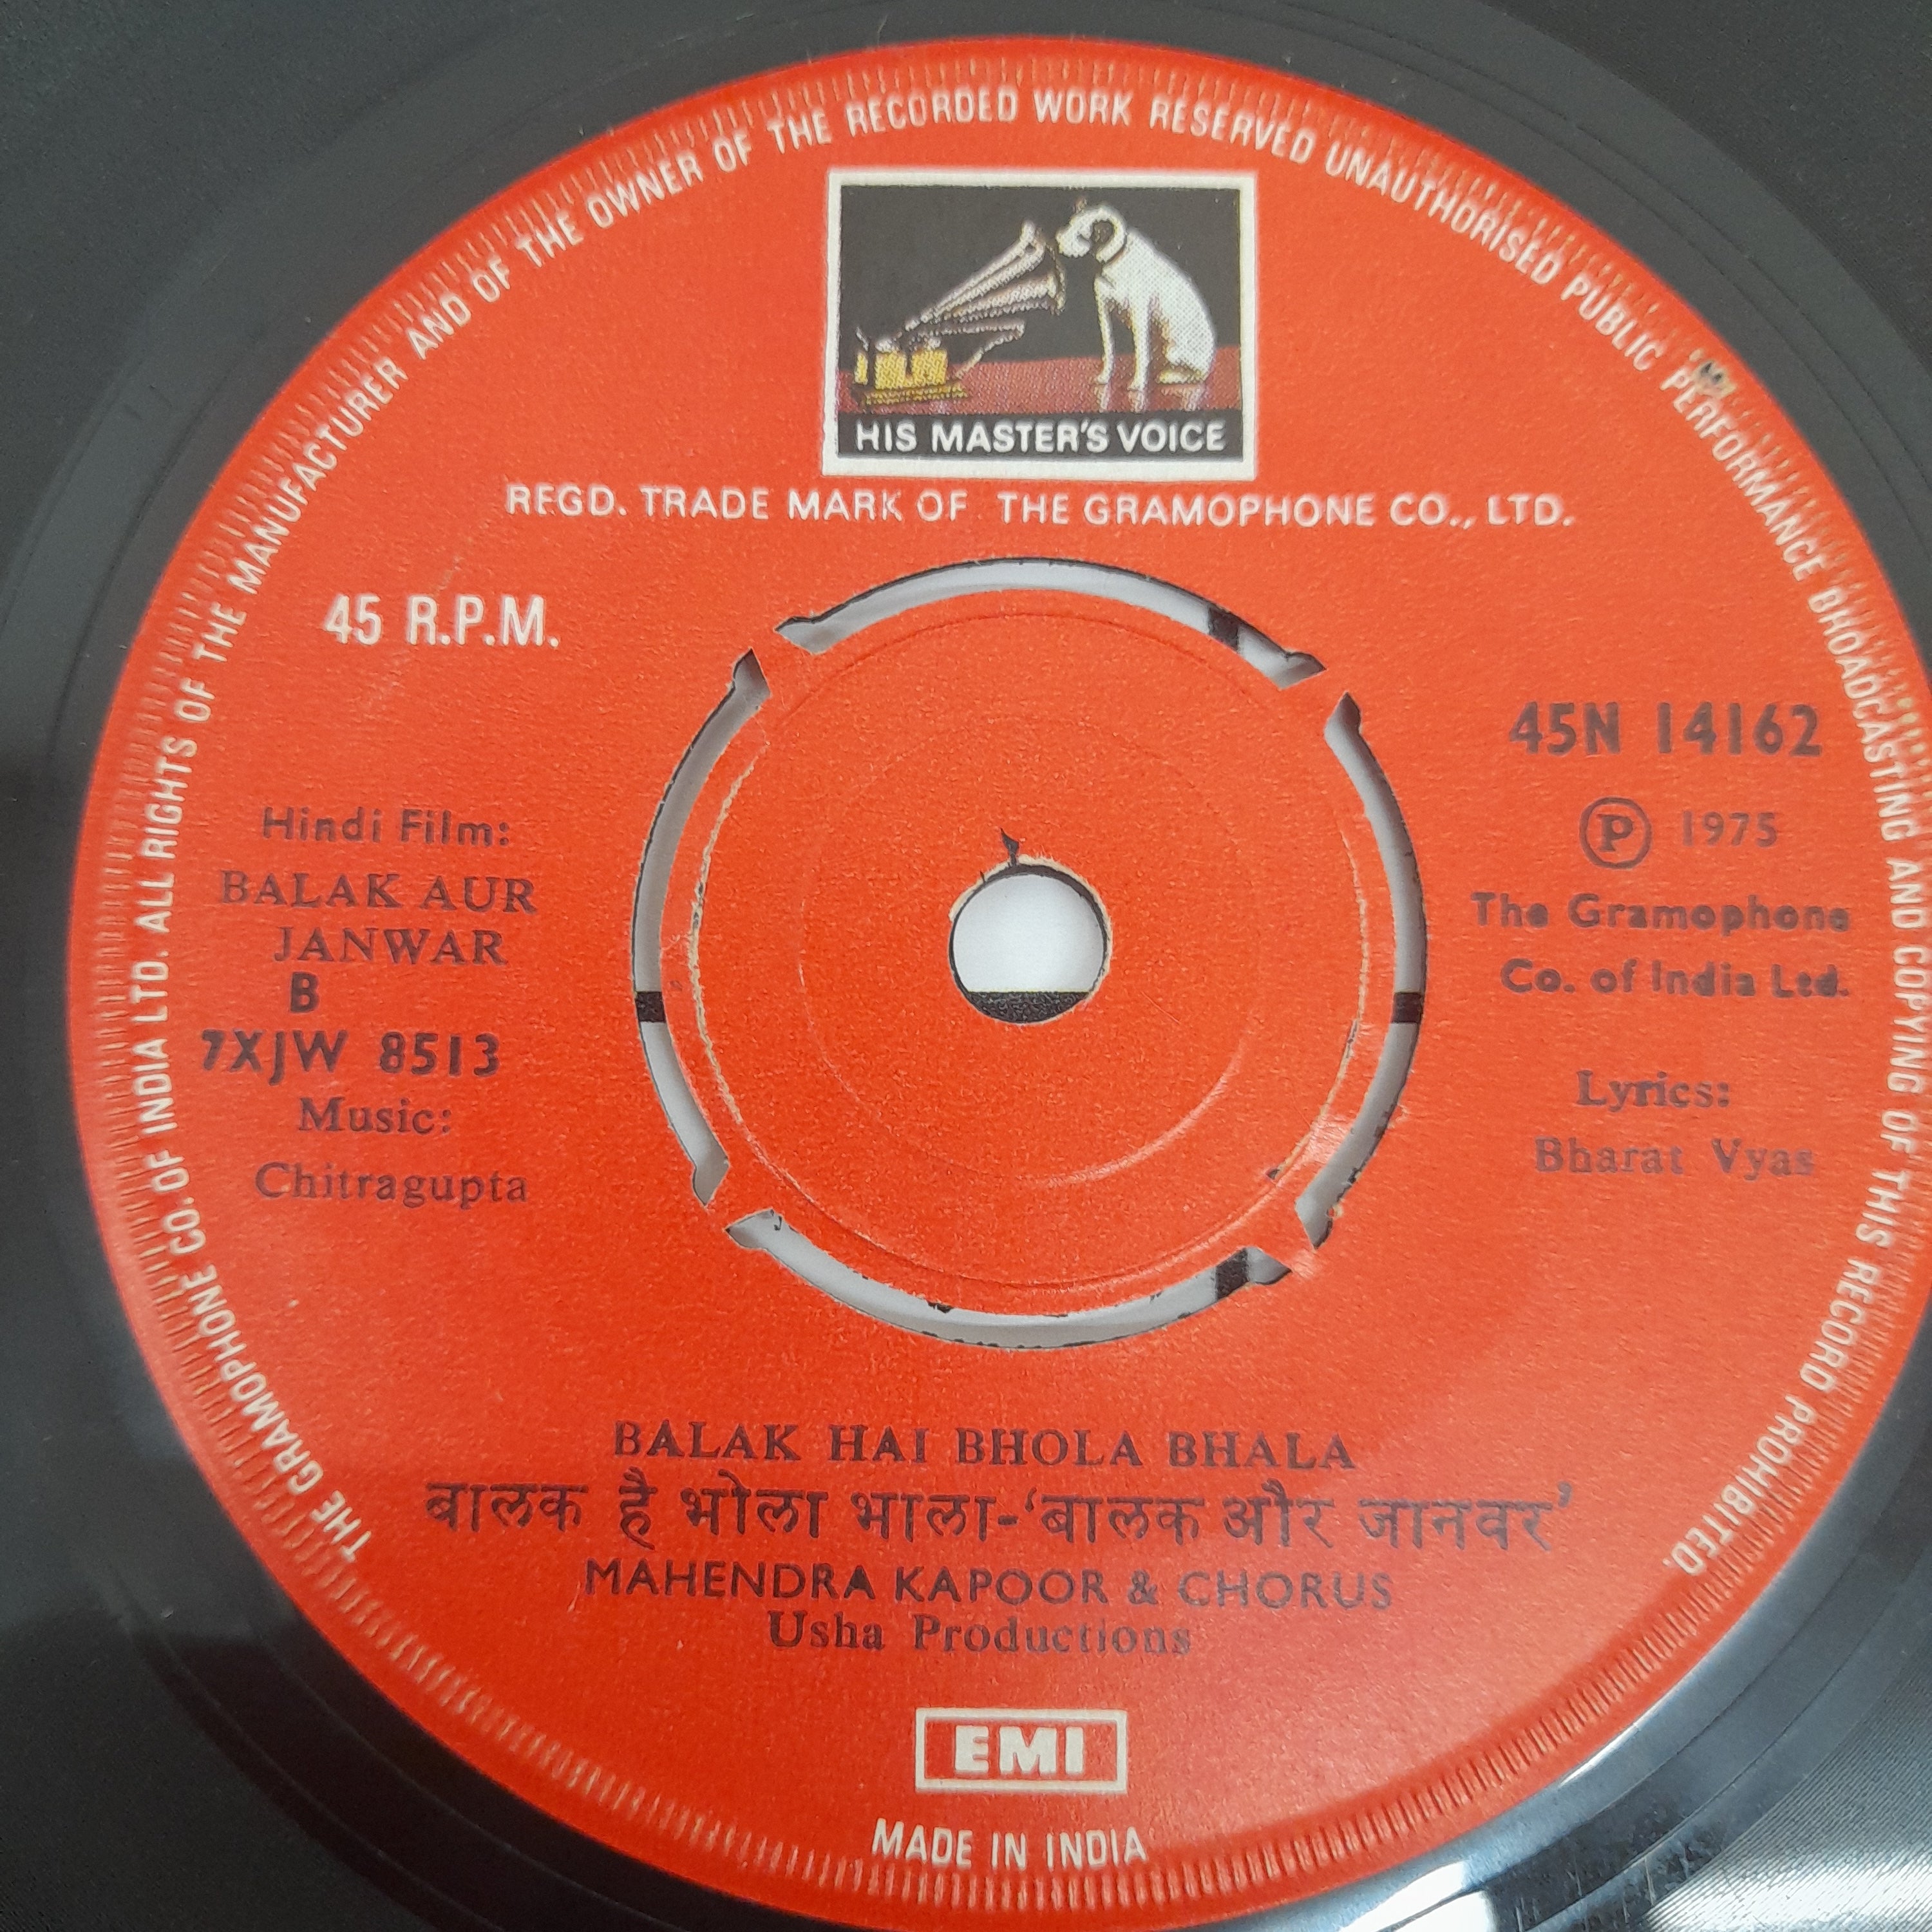 THE GRAMOPHONE CO. OF INDIA LTD. ALL RIGHTS OF THE MANUFACTURER AND OF THE OWNER OF THE RECORDED WORK RESERVED UNAUTHORISED PUBLIC PERFORMANCE BROADCASTING AND COPYING OF THIS RECORD PROHIBITED.
HIS MASTER'S VOICE
REGD. TRADE MARK OF THE GRAMOPHONE CO., LTD.
45 R.P.M.
Hindi Film:
BALAK AUR
JANWAR
B
7XJW 8513
Music:
Chitragupta
45N 14162
Ⓟ 1975
The Gramophone
Co. of India Ltd.
Lyrics:
Bharat Vyas
BALAK HAI BHOLA BHALA
बालक है भोला भाला-‘बालक और जानवर’
MAHENDRA KAPOOR & CHORUS
Usha Productions
EMI
MADE IN INDIA